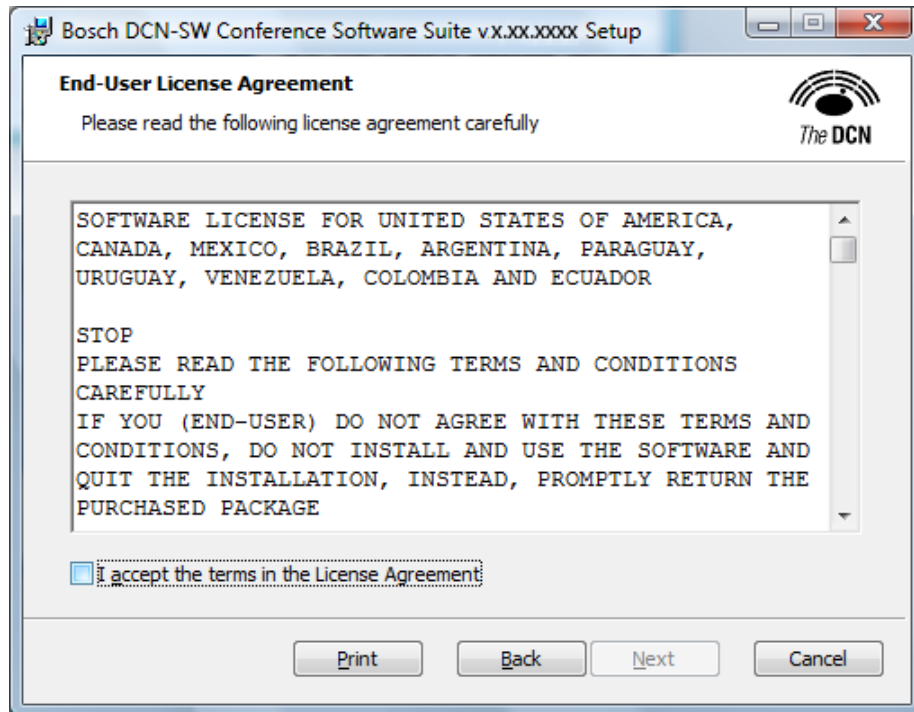 Bosch DCN-SW Conference Software Suite vx.xx.xxxx Setup
End-User License Agreement
Please read the following license agreement carefully
The DCN
SOFTWARE LICENSE FOR UNITED STATES OF AMERICA,
CANADA, MEXICO, BRAZIL, ARGENTINA, PARAGUAY,
URUGUAY, VENEZUELA, COLOMBIA AND ECUADOR
STOP
PLEASE READ THE FOLLOWING TERMS AND CONDITIONS
CAREFULLY
IF YOU (END-USER) DO NOT AGREE WITH THESE TERMS AND
CONDITIONS, DO NOT INSTALL AND USE THE SOFTWARE AND
QUIT THE INSTALLATION, INSTEAD, PROMPTLY RETURN THE
PURCHASED PACKAGE
I accept the terms in the License Agreement
Print Back Next Cancel